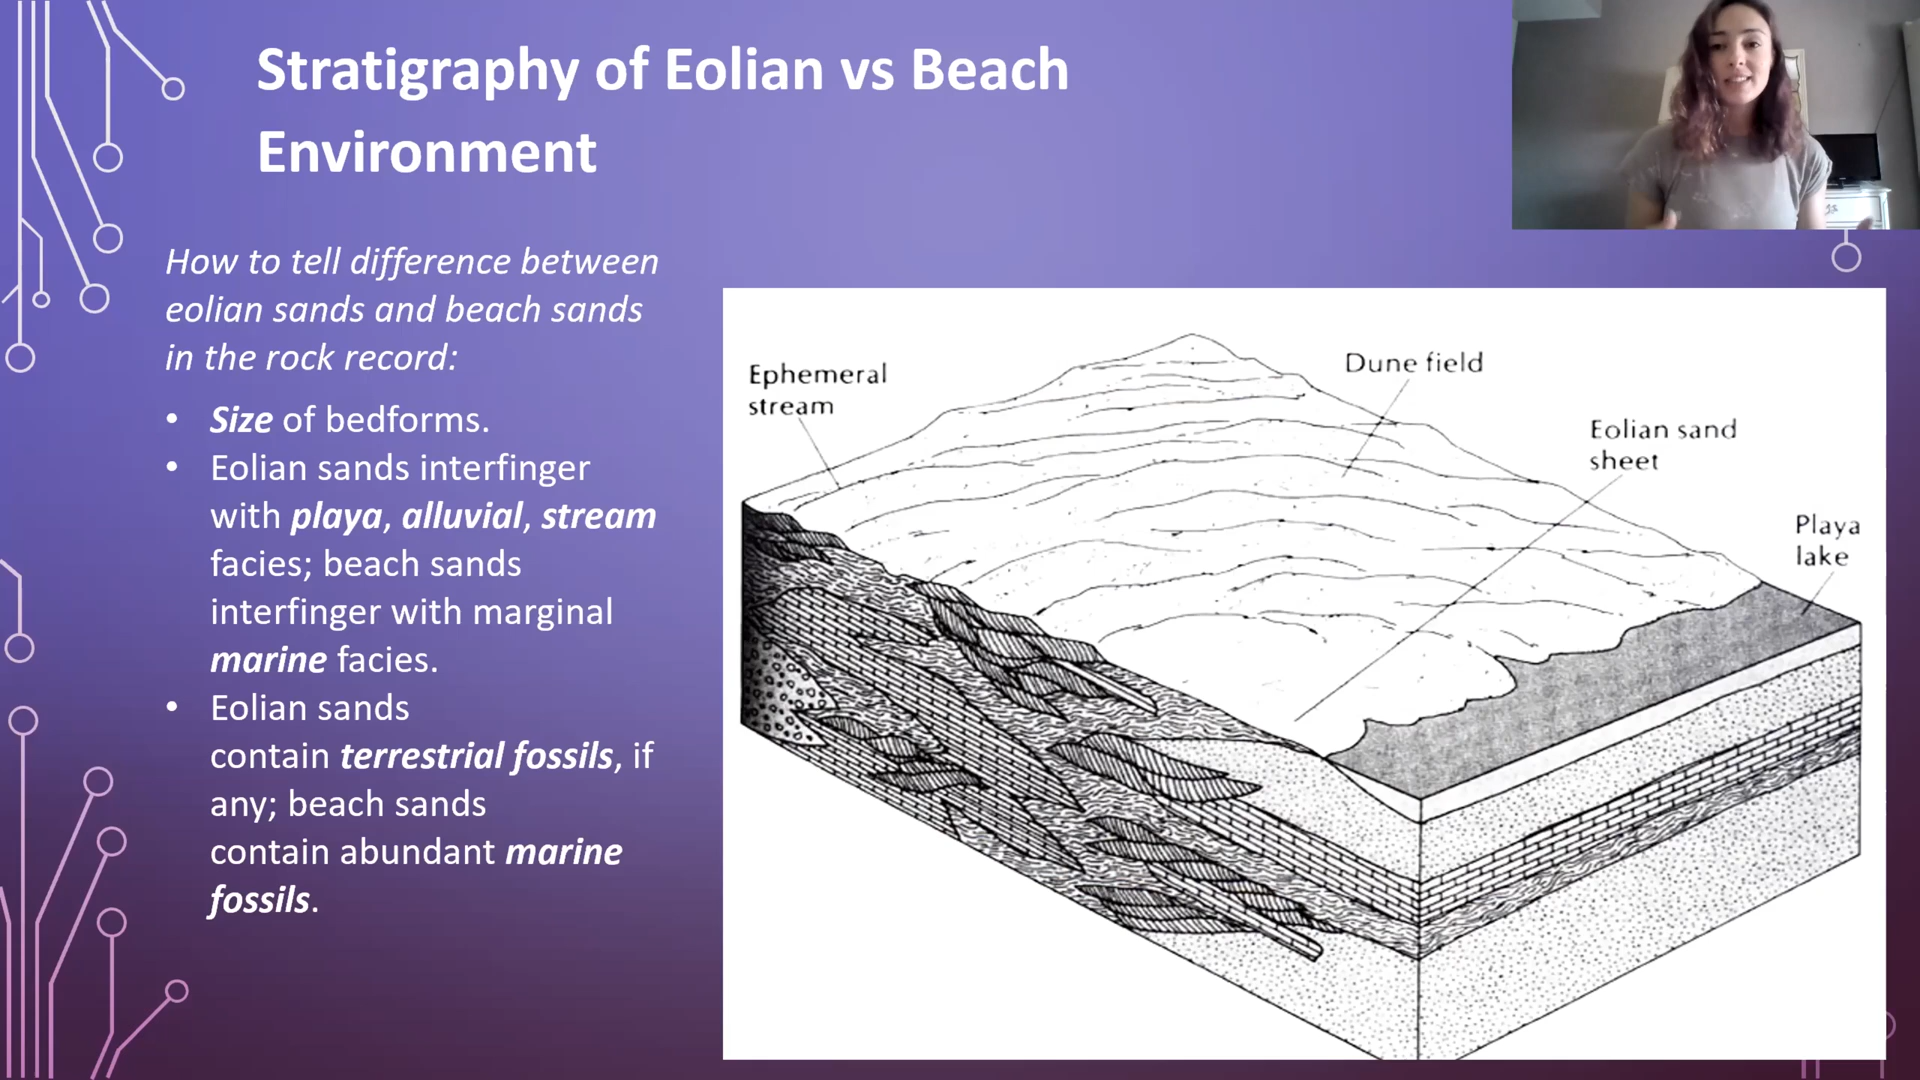 Stratigraphy of Eolian vs Beach
Environment
How to tell difference between
eolian sands and beach sands
in the rock record:
• Size of bedforms.
• Eolian sands interfinger
with playa, alluvial, stream
facies; beach sands
interfinger with marginal
marine facies.
• Eolian sands
contain terrestrial fossils, if
any; beach sands
contain abundant marine
fossils.
Ephemeral
stream
Dune field
Eolian sand
sheet
Playa
lake